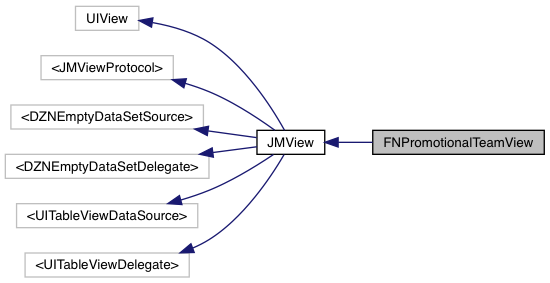 UIView
<JMViewProtocol>
<DZNEmptyDataSetSource>
JMView
FNPromotionalTeamView
<DZNEmptyDataSetDelegate>
<UITableViewDataSource>
<UITableViewDelegate>